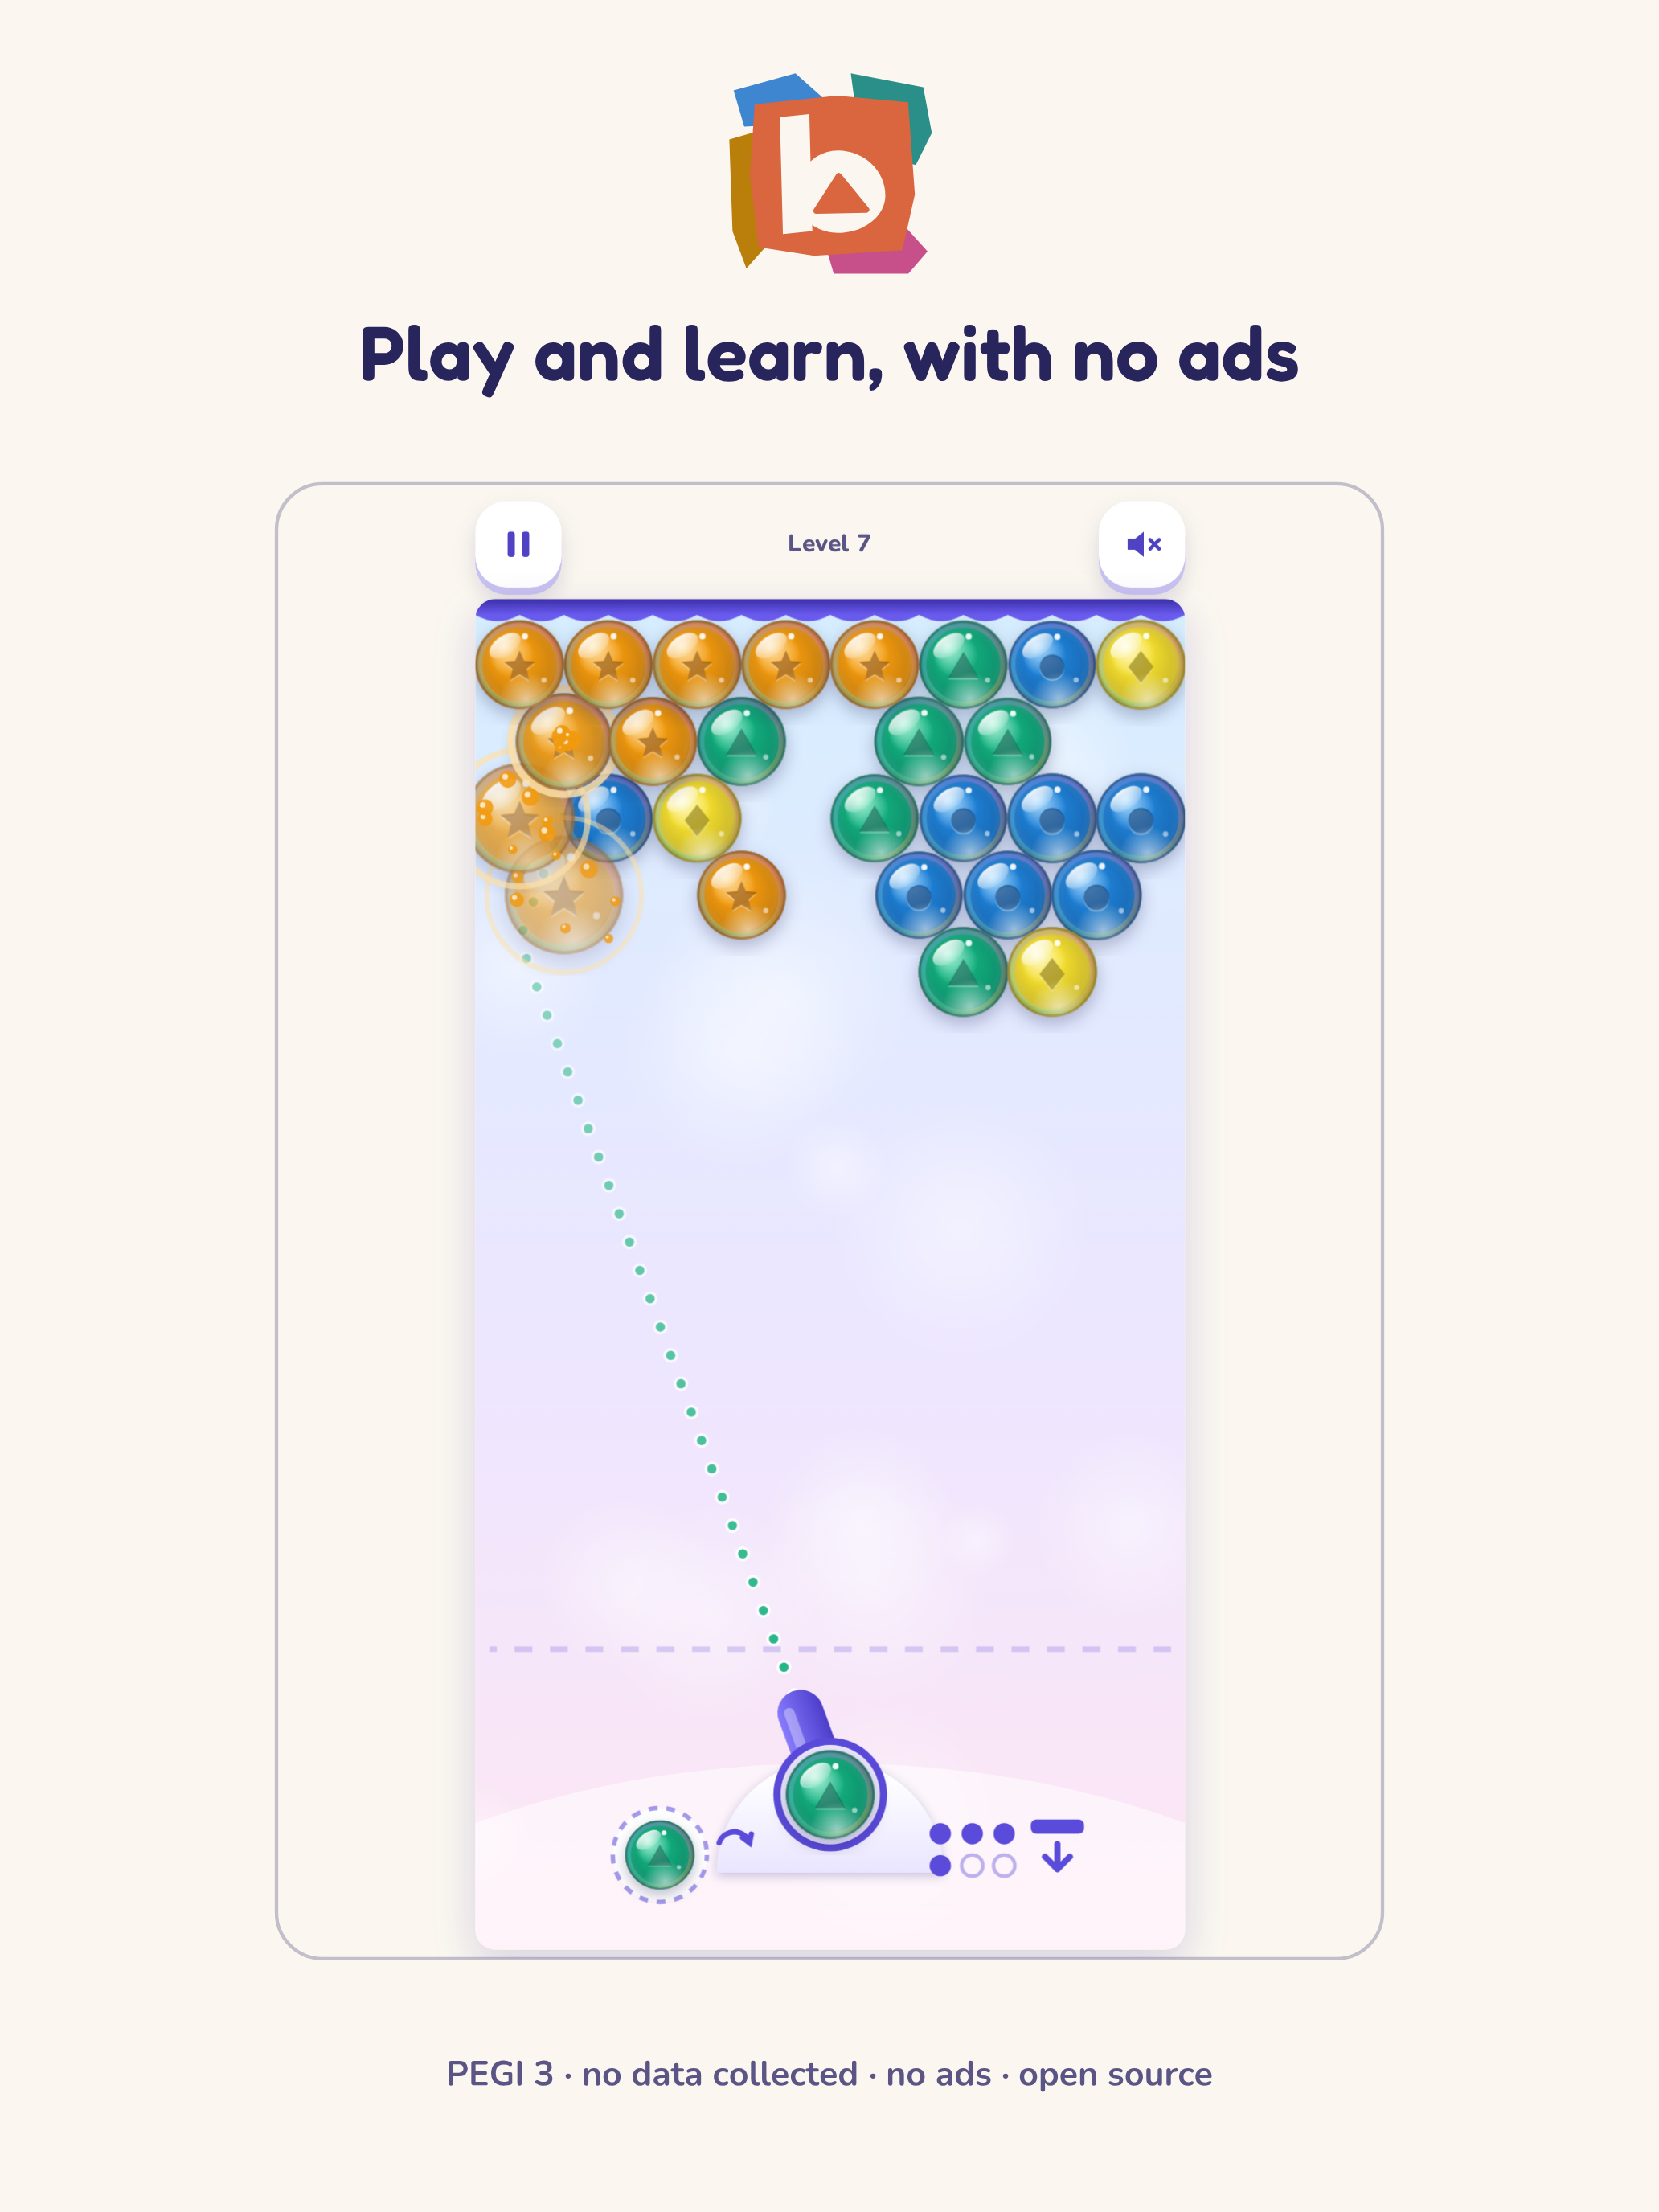 b
Play and learn, with no ads
Level 7
PEGI 3 · no data collected · no ads · open source